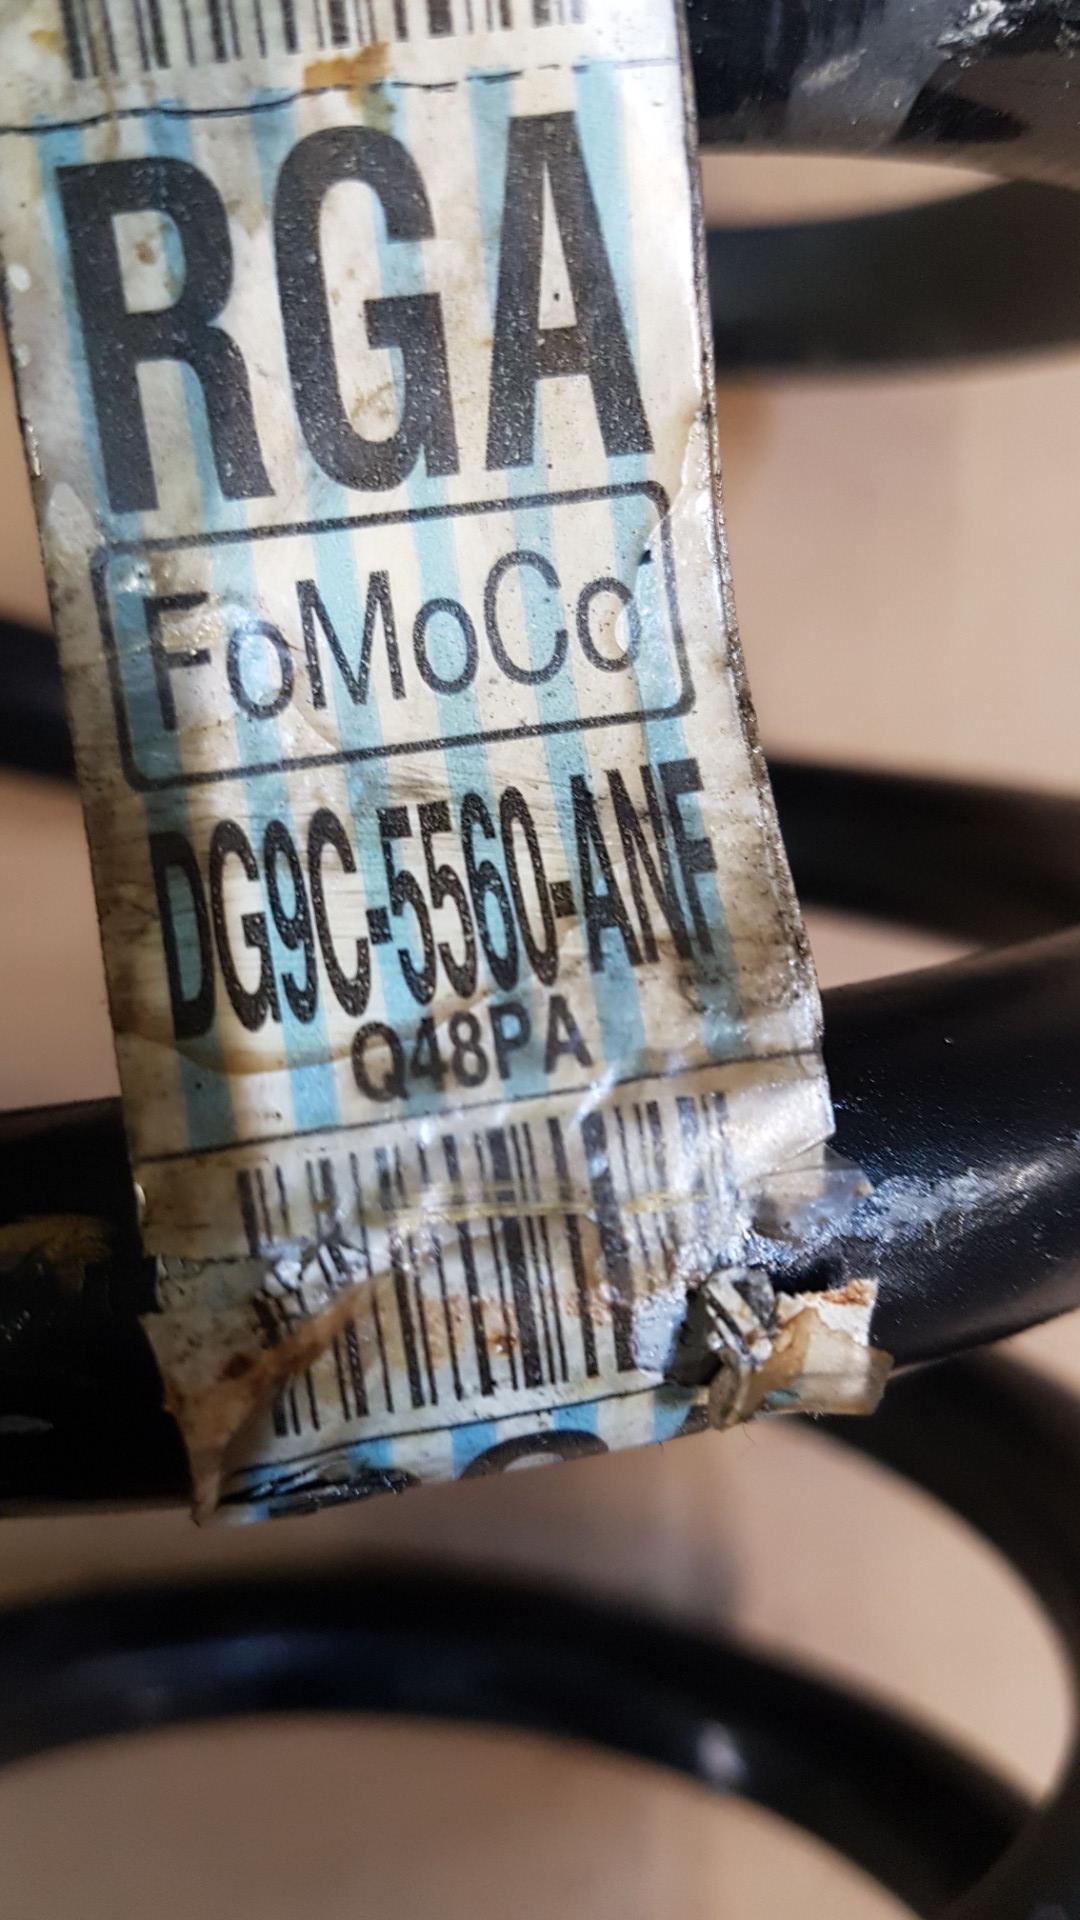 RGA
FoMoCo
DG9C-5560-ANF
Q48PA